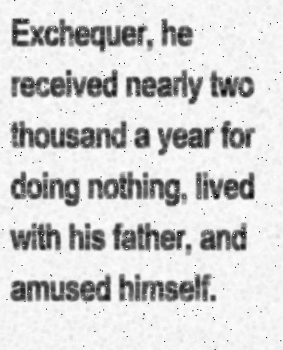 Exchequer, he
received nearly two
thousand a year for
doing nothing, lived
with his father, and
amused himself.